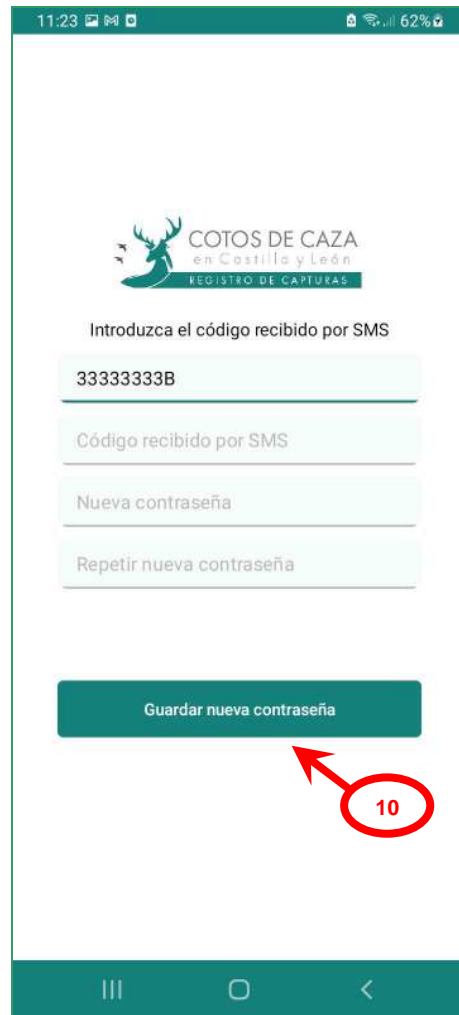 11:23 62%
COTOS DE CAZA
en Castilla y León
REGISTRO DE CAPTURAS
Introduzca el código recibido por SMS
33333333B
Código recibido por SMS
Nueva contraseña
Repetir nueva contraseña
Guardar nueva contraseña
10